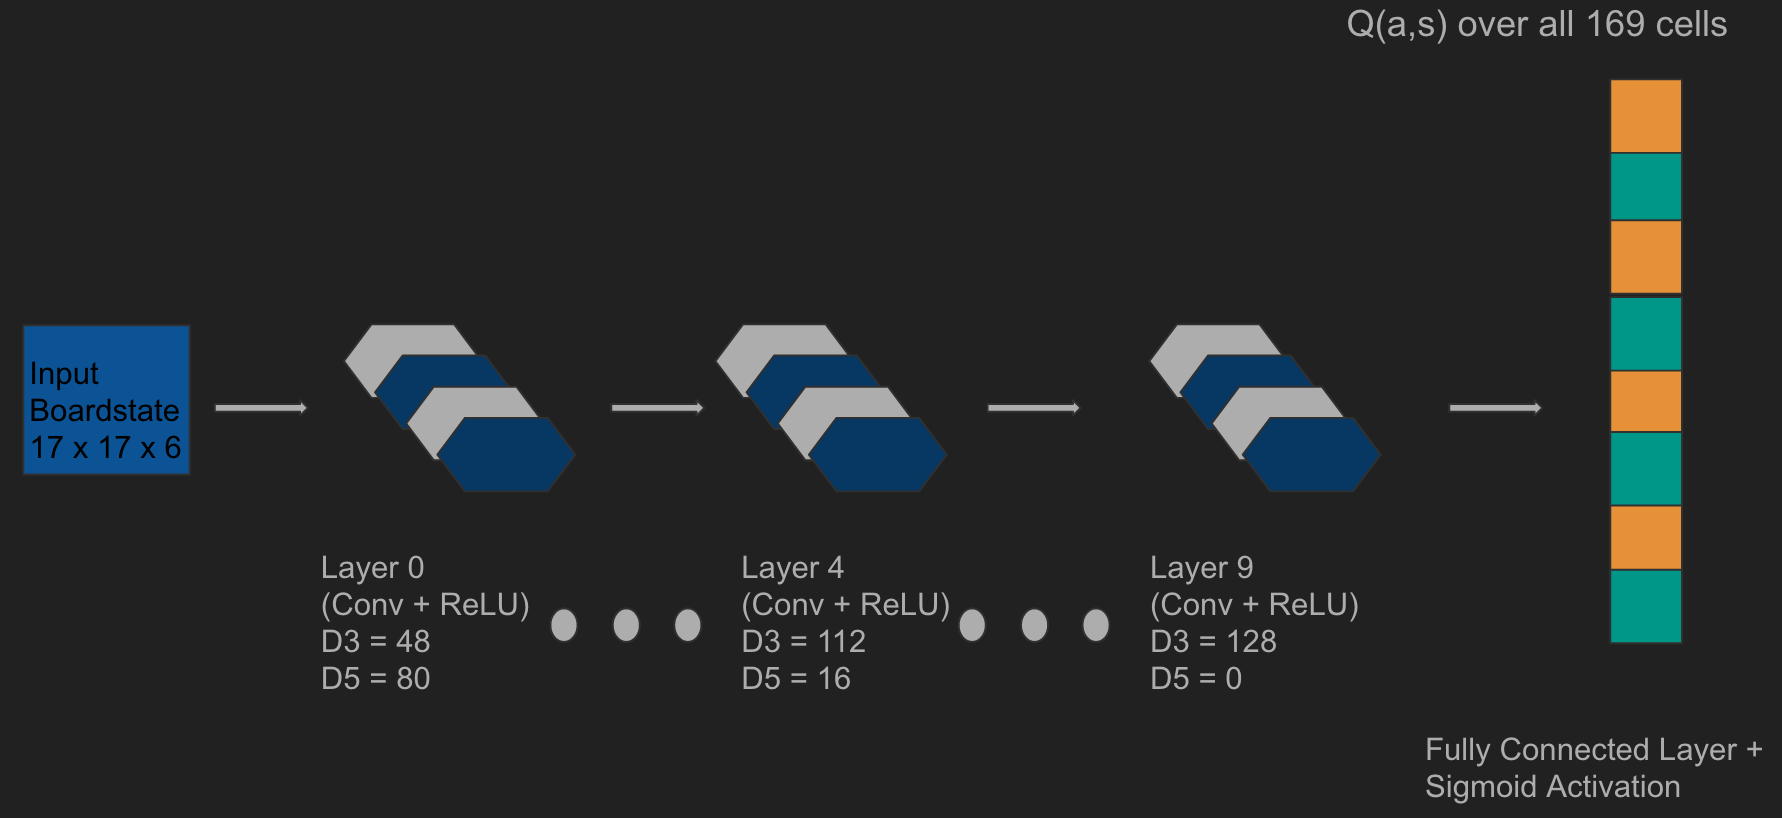 Q(a,s) over all 169 cells
Input
Boardstate
17 x 17 x 6
Layer 0
(Conv + ReLU)
D3 = 48
D5 = 80
Layer 4
(Conv + ReLU)
D3 = 112
D5 = 16
Layer 9
(Conv + ReLU)
D3 = 128
D5 = 0
Fully Connected Layer +
Sigmoid Activation